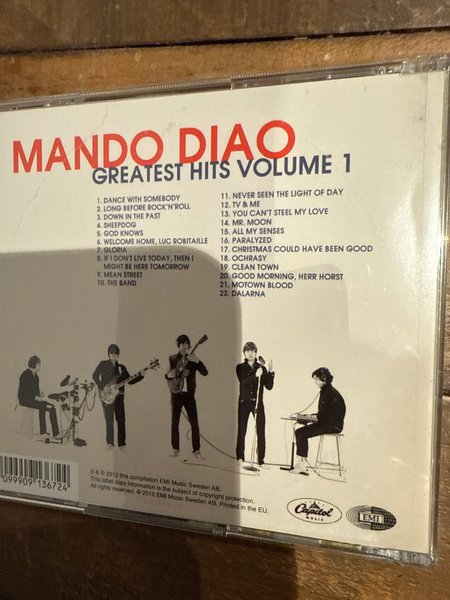 MANDO DIAO
GREATEST HITS VOLUME 1
1. DANCE WITH SOMEBODY
2. LONG BEFORE ROCK'N'ROLL
3. DOWN IN THE PAST
4. SHEEPDOG
5. GOD KNOWS
6. WELCOME HOME, LUC ROBITAILLE
7. GLORIA
8. IF I DON'T LIVE TODAY, THEN I
MIGHT BE HERE TOMORROW
9. MEAN STREET
10. THE BAND
11. NEVER SEEN THE LIGHT OF DAY
12. TV & ME
13. YOU CAN'T STEEL MY LOVE
14. MR. MOON
15. ALL MY SENSES
16. PARALYZED
17. CHRISTMAS COULD HAVE BEEN GOOD
18. OCHRASY
19. CLEAN TOWN
20. GOOD MORNING, HERR HORST
21. MOTOWN BLOOD
22. DALARNA
099909 136724
℗ & © 2012 this compilation EMI Music Sweden AB.
This label copy information is the subject of copyright protection.
All rights reserved. © 2012 EMI Music Sweden AB. Printed in the EU.
Capitol
MUSIC
EMI